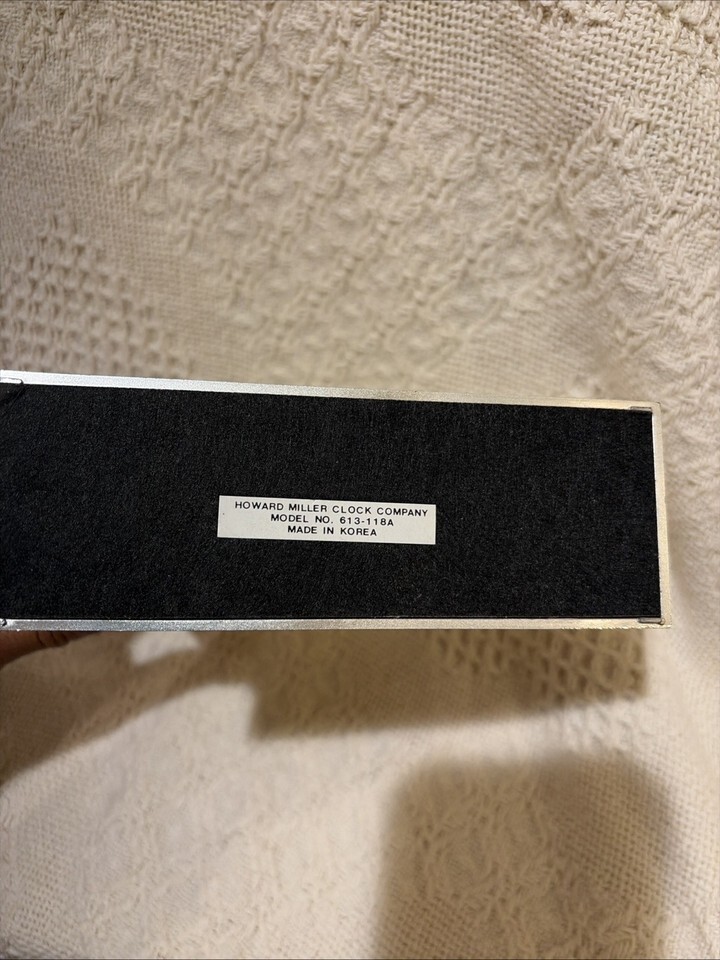 HOWARD MILLER CLOCK COMPANY
MODEL NO. 613-118A
MADE IN KOREA